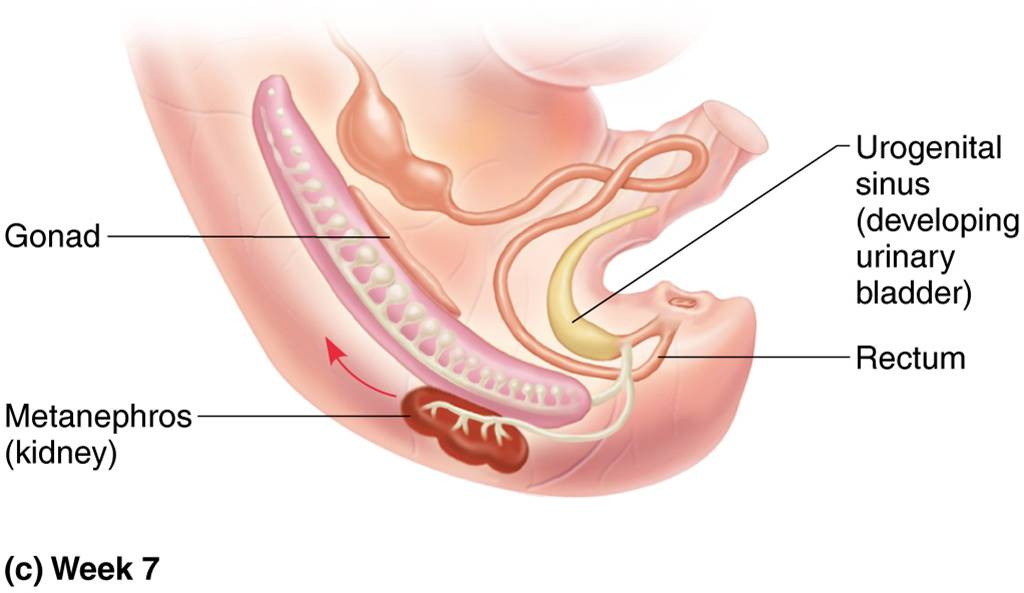 Gonad
Metanephros
(kidney)
Urogenital
sinus
(developing
urinary
bladder)
Rectum
(c) Week 7